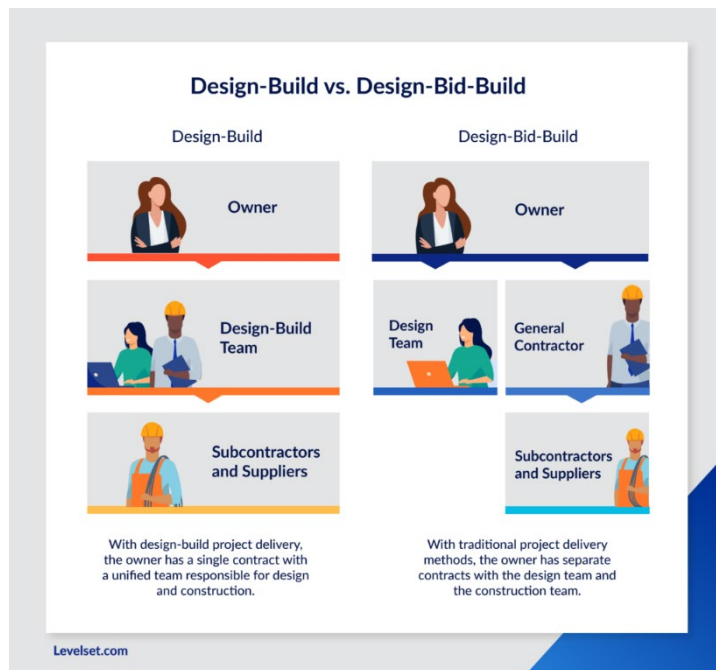 Design-Build vs. Design-Bid-Build
Design-Build
Owner
Design-Build
Team
Subcontractors
and Suppliers
With design-build project delivery,
the owner has a single contract with
a unified team responsible for design
and construction.
Design-Bid-Build
Owner
Design
Team
General
Contractor
Subcontractors
and Suppliers
With traditional project delivery
methods, the owner has separate
contracts with the design team and
the construction team.
Levelset.com